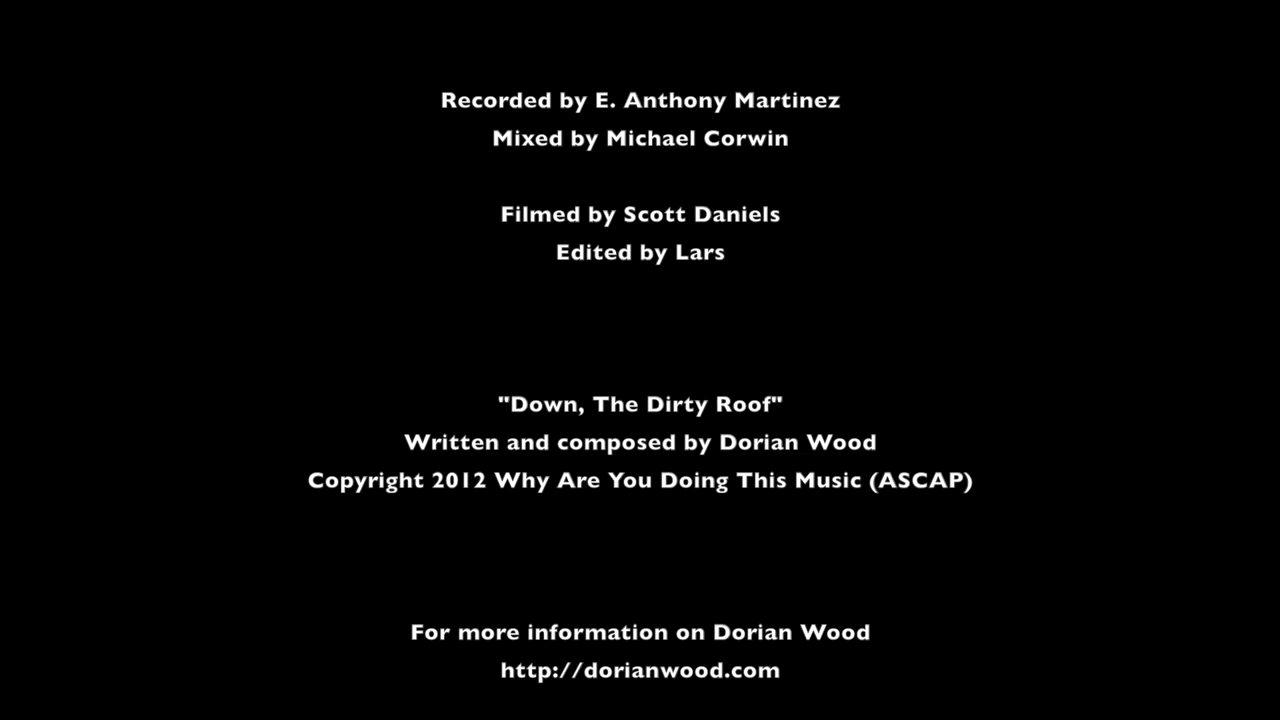 Recorded by E. Anthony Martinez
Mixed by Michael Corwin
Filmed by Scott Daniels
Edited by Lars
"Down, The Dirty Roof"
Written and composed by Dorian Wood
Copyright 2012 Why Are You Doing This Music (ASCAP)
For more information on Dorian Wood
http://dorianwood.com